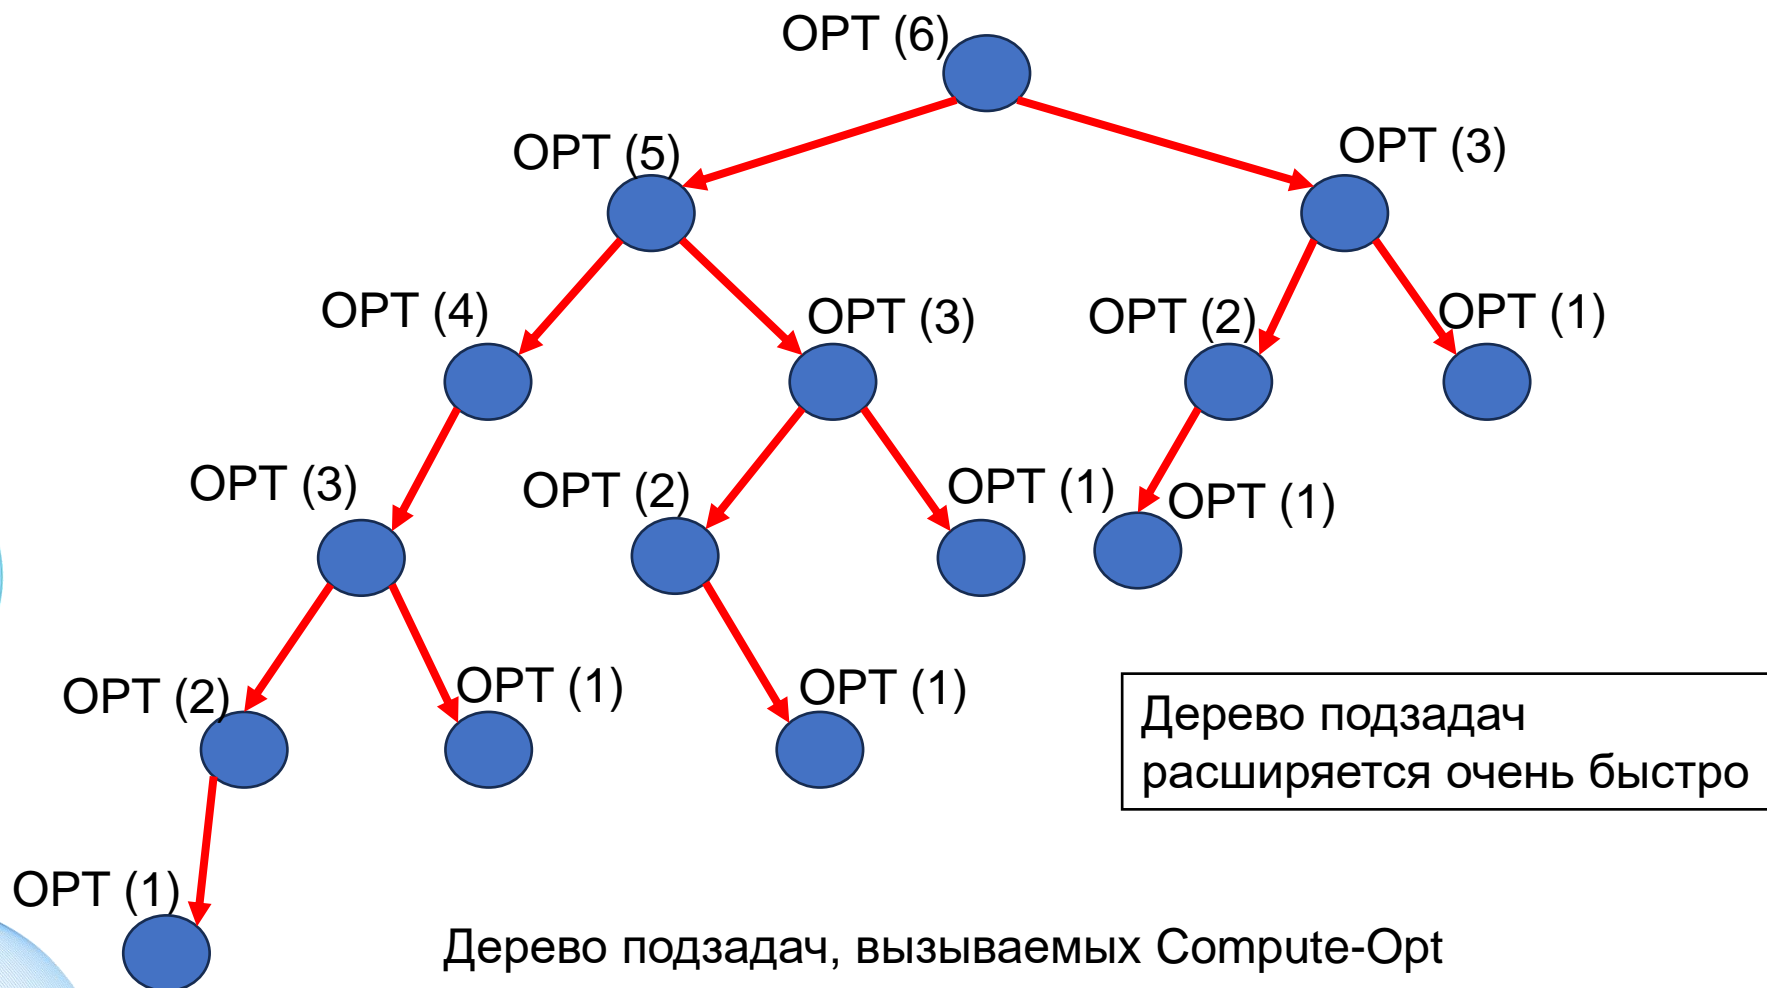 OPT (6)
OPT (5)
OPT (3)
OPT (4)
OPT (3)
OPT (2)
OPT (1)
OPT (3)
OPT (2)
OPT (1)
OPT (1)
OPT (2)
OPT (1)
OPT (1)
Дерево подзадач
расширяется очень быстро
OPT (1)
Дерево подзадач, вызываемых Compute-Opt